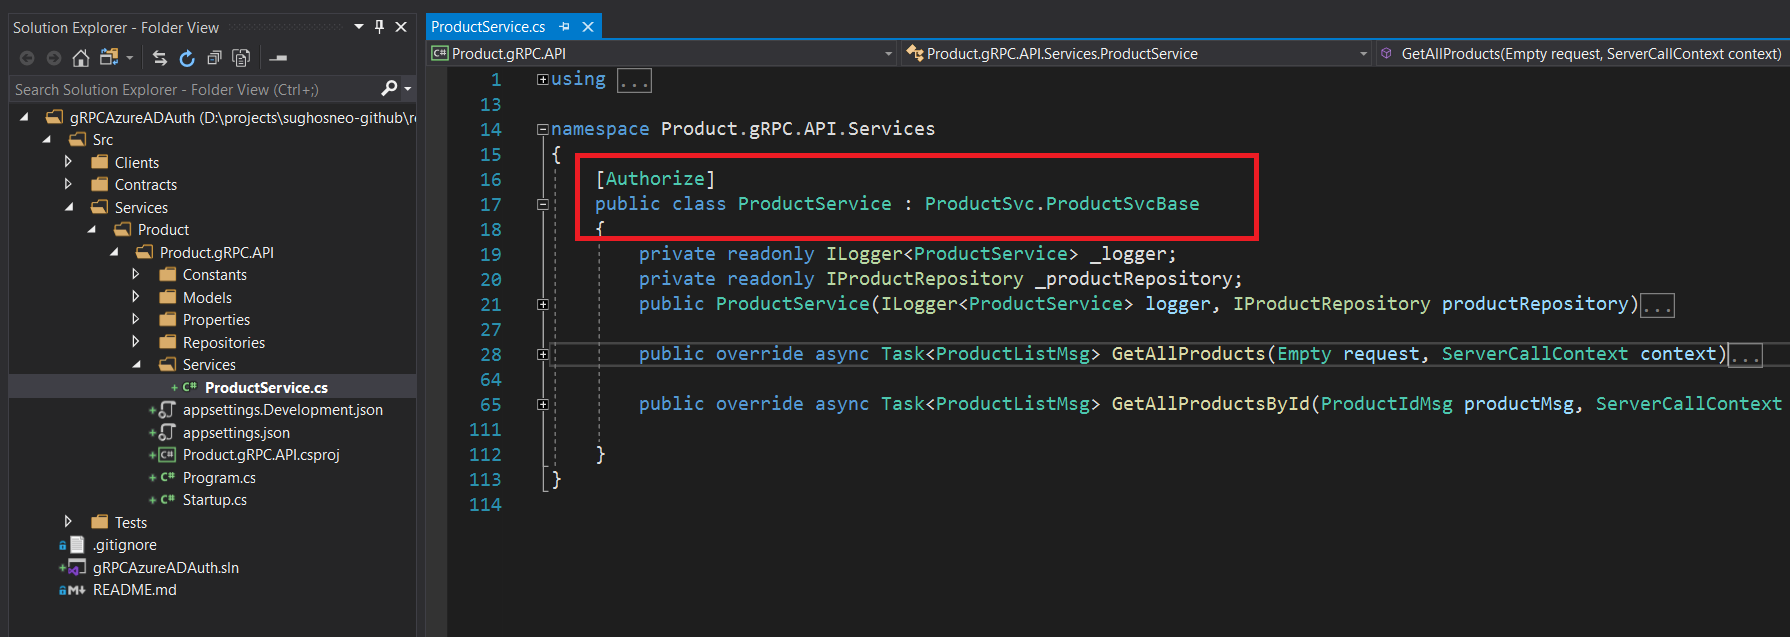 Solution Explorer - Folder View
Search Solution Explorer - Folder View (Ctrl+;)
gRPCAzureADAuth (D:\projects\sughosneo-github\r
Src
Clients
Contracts
Services
Product
Product.gRPC.API
Constants
Models
Properties
Repositories
Services
+ C# ProductService.cs
appsettings.Development.json
appsettings.json
C# Product.gRPC.API.csproj
+ C# Program.cs
+ C# Startup.cs
Tests
.gitignore
gRPCAzureADAuth.sln
M↓ README.md
ProductService.cs
C# Product.gRPC.API
Product.gRPC.API.Services.ProductService
GetAllProducts(Empty request, ServerCallContext context)
1 using ...
13
14 namespace Product.gRPC.API.Services
15 {
16 [Authorize]
17 public class ProductService : ProductSvc.ProductSvcBase
18 {
19 private readonly ILogger<ProductService> _logger;
20 private readonly IProductRepository _productRepository;
21 public ProductService(ILogger<ProductService> logger, IProductRepository productRepository)...
27
28 public override async Task<ProductListMsg> GetAllProducts(Empty request, ServerCallContext context)...
64
65 public override async Task<ProductListMsg> GetAllProductsById(ProductIdMsg productMsg, ServerCallContext
111
112 }
113 }
114